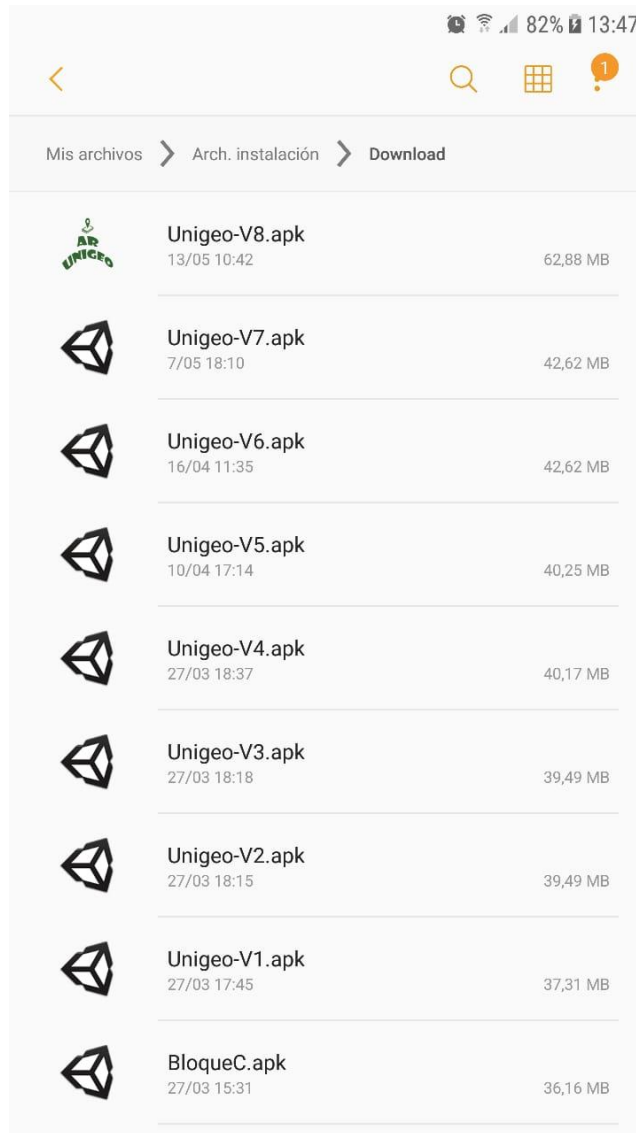 82% 13:47
1
Mis archivos Arch. instalación Download
AR
UNIGEO
Unigeo-V8.apk
13/05 10:42 62,88 MB
Unigeo-V7.apk
7/05 18:10 42,62 MB
Unigeo-V6.apk
16/04 11:35 42,62 MB
Unigeo-V5.apk
10/04 17:14 40,25 MB
Unigeo-V4.apk
27/03 18:37 40,17 MB
Unigeo-V3.apk
27/03 18:18 39,49 MB
Unigeo-V2.apk
27/03 18:15 39,49 MB
Unigeo-V1.apk
27/03 17:45 37,31 MB
BloqueC.apk
27/03 15:31 36,16 MB